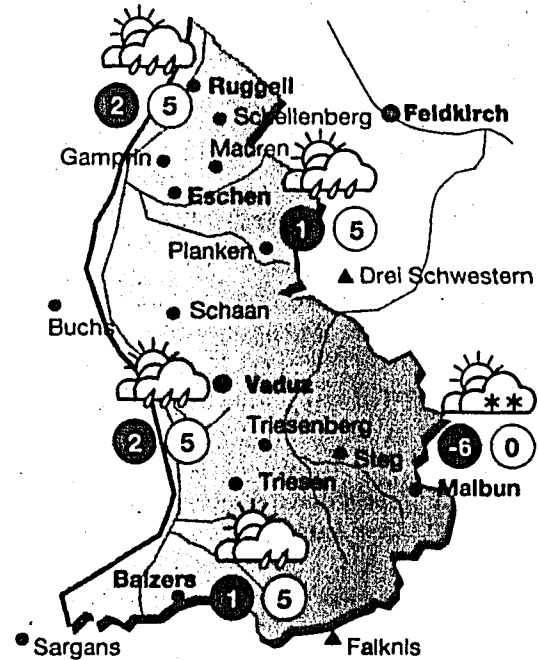 Ruggell
2 5
Schellenberg
Feldkirch
Mauren
Gamprin
Eschen
1 5
Planken
Drei Schwestern
Schaan
Buchs
Vaduz
2 5
Triesenberg
Steg
-6 0
Triesen
Malbun
Balzers
1 5
Sargans
Falknis